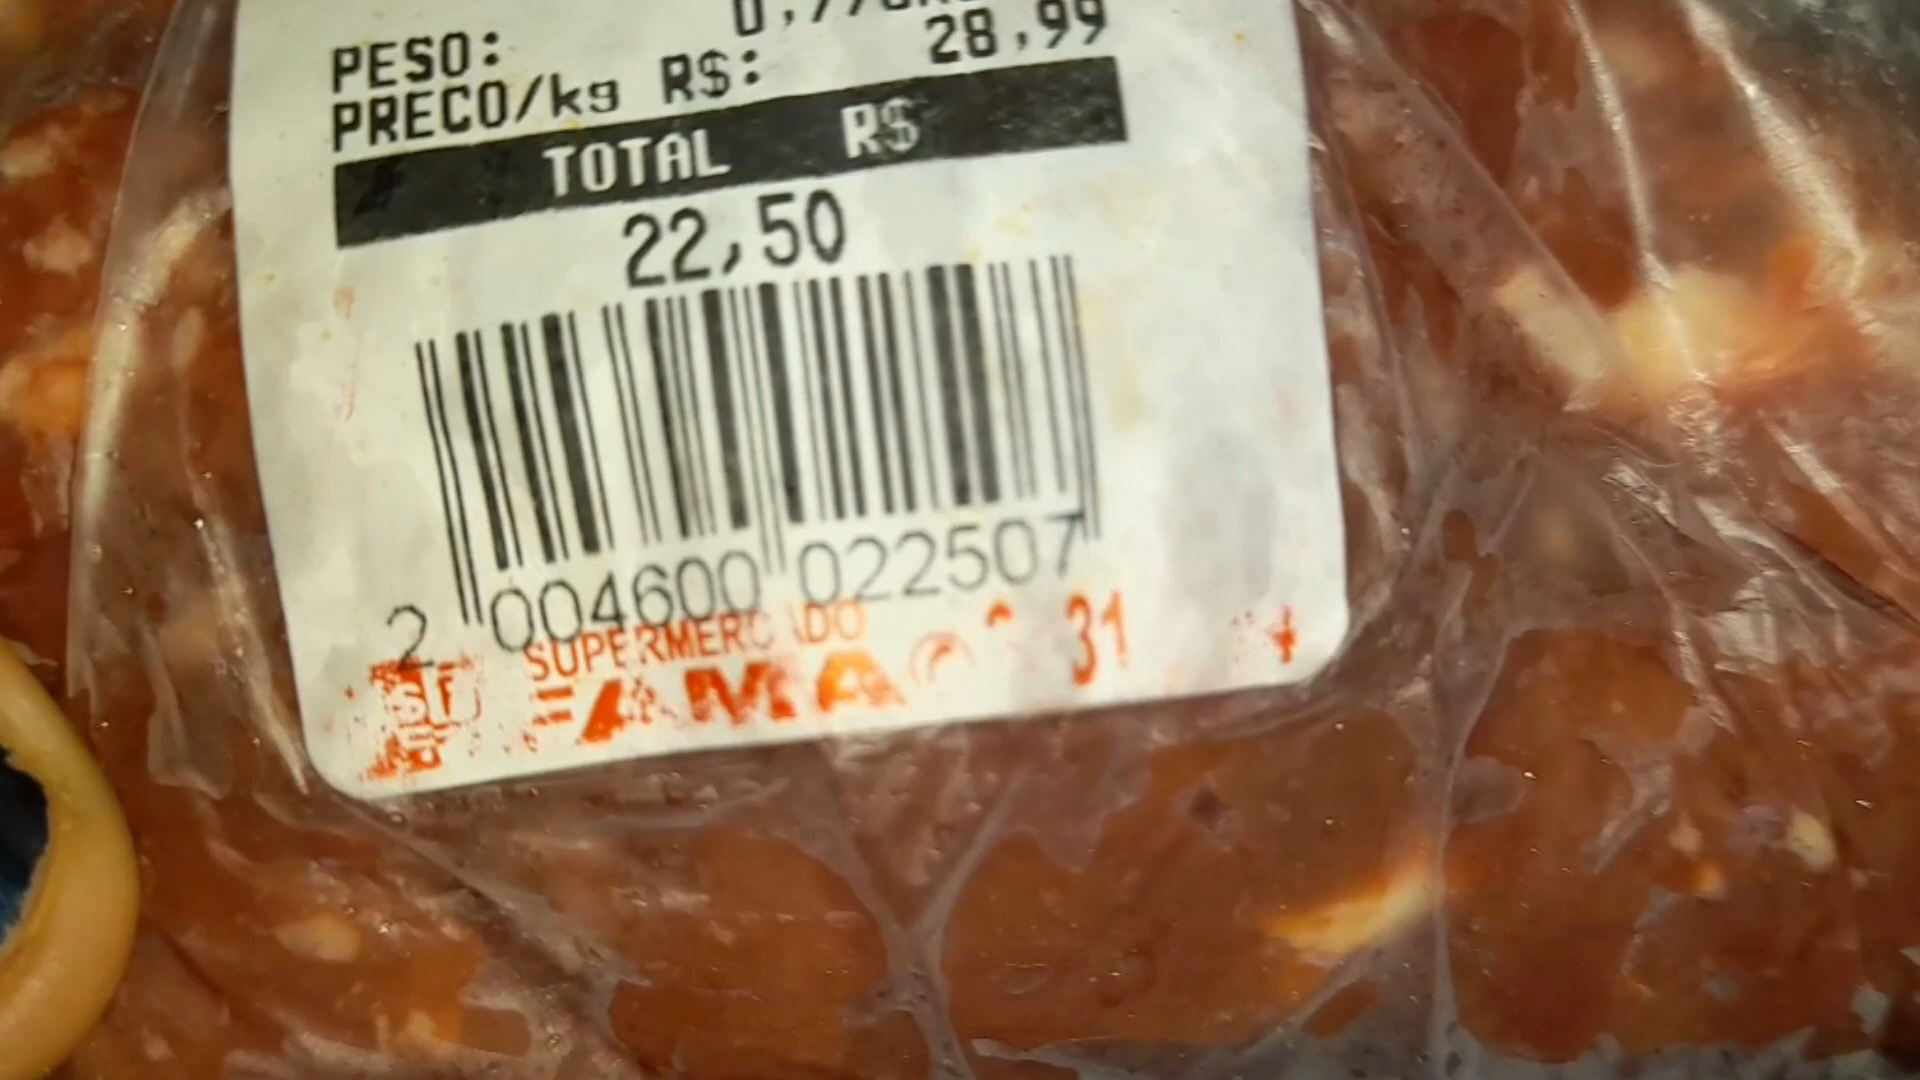 PESO:
PRECO/kg R$: 28,99
TOTAL R$
22,50
2 004600 022507
SUPERMERCADO
31